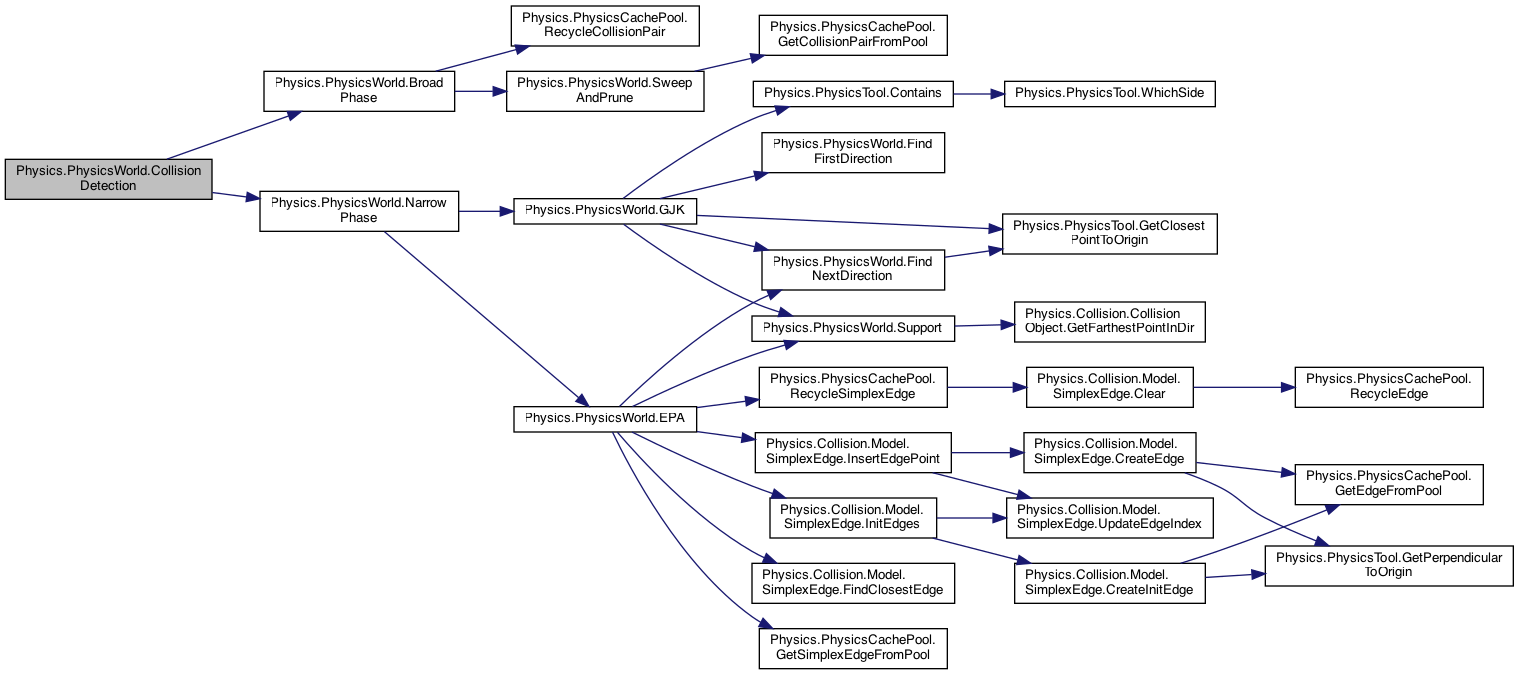 Physics.PhysicsWorld.Collision
Detection
Physics.PhysicsWorld.Broad
Phase
Physics.PhysicsCachePool.
RecycleCollisionPair
Physics.PhysicsWorld.Sweep
AndPrune
Physics.PhysicsCachePool.
GetCollisionPairFromPool
Physics.PhysicsWorld.Narrow
Phase
Physics.PhysicsWorld.GJK
Physics.PhysicsTool.Contains
Physics.PhysicsTool.WhichSide
Physics.PhysicsWorld.Find
FirstDirection
Physics.PhysicsTool.GetClosest
PointToOrigin
Physics.PhysicsWorld.Find
NextDirection
Physics.PhysicsWorld.Support
Physics.Collision.Collision
Object.GetFarthestPointInDir
Physics.PhysicsWorld.EPA
Physics.PhysicsCachePool.
RecycleSimplexEdge
Physics.Collision.Model.
SimplexEdge.Clear
Physics.PhysicsCachePool.
RecycleEdge
Physics.Collision.Model.
SimplexEdge.InsertEdgePoint
Physics.Collision.Model.
SimplexEdge.CreateEdge
Physics.PhysicsCachePool.
GetEdgeFromPool
Physics.Collision.Model.
SimplexEdge.InitEdges
Physics.Collision.Model.
SimplexEdge.UpdateEdgeIndex
Physics.PhysicsTool.GetPerpendicular
ToOrigin
Physics.Collision.Model.
SimplexEdge.FindClosestEdge
Physics.Collision.Model.
SimplexEdge.CreateInitEdge
Physics.PhysicsCachePool.
GetSimplexEdgeFromPool